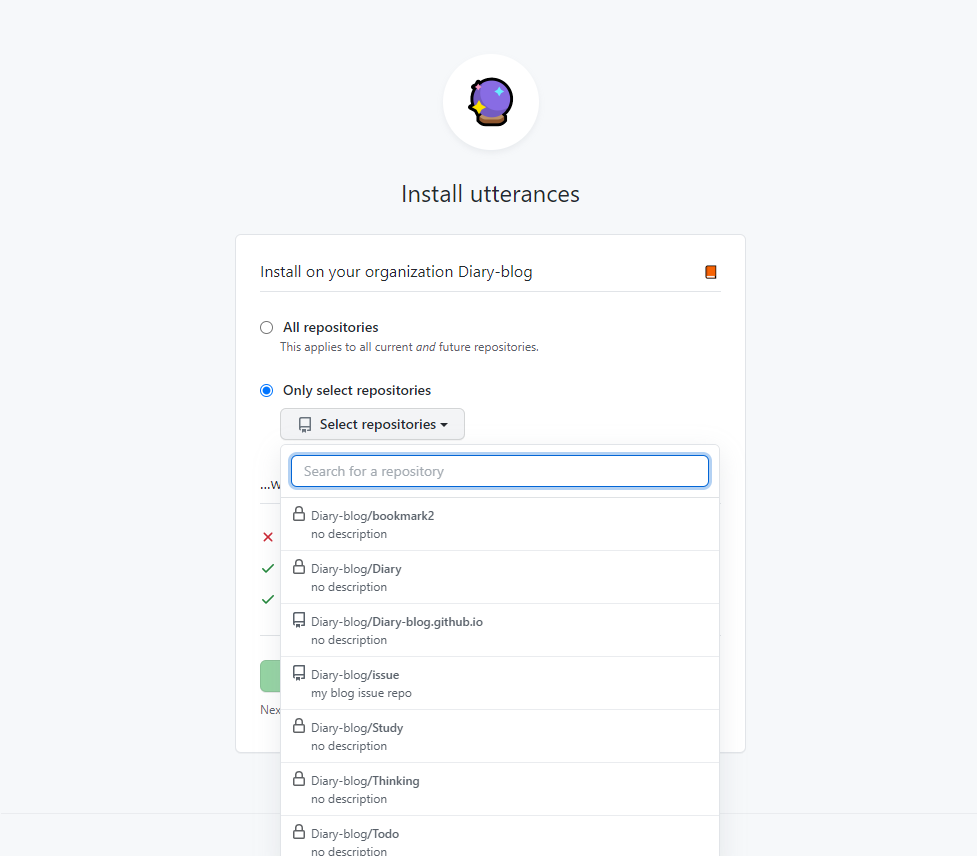 Install utterances
Install on your organization Diary-blog
All repositories
This applies to all current and future repositories.
Only select repositories
Select repositories
Search for a repository
Diary-blog/bookmark2
no description
Diary-blog/Diary
no description
Diary-blog/Diary-blog.github.io
no description
Diary-blog/issue
my blog issue repo
Diary-blog/Study
no description
Diary-blog/Thinking
no description
Diary-blog/Todo
no description